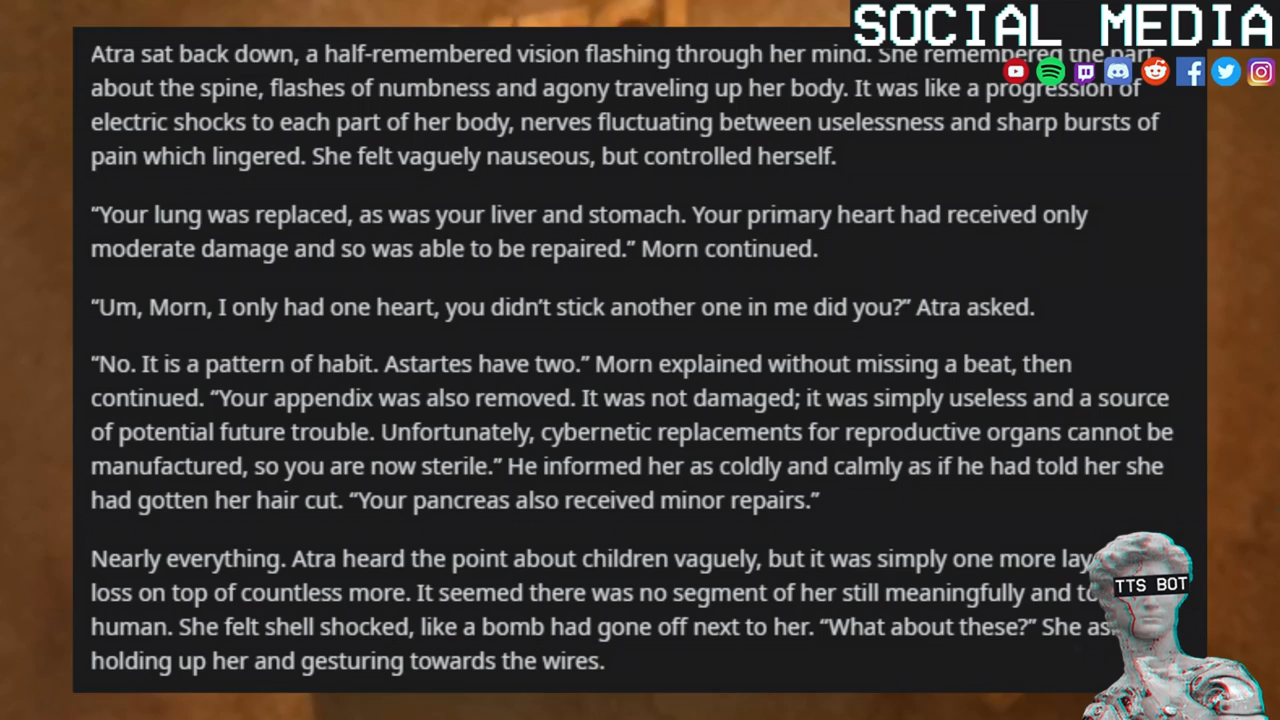 SOCIAL MEDIA
Atra sat back down, a half-remembered vision flashing through her mind. She remembered the part
about the spine, flashes of numbness and agony traveling up her body. It was like a progression of
electric shocks to each part of her body, nerves fluctuating between uselessness and sharp bursts of
pain which lingered. She felt vaguely nauseous, but controlled herself.
“Your lung was replaced, as was your liver and stomach. Your primary heart had received only
moderate damage and so was able to be repaired.” Morn continued.
“Um, Morn, I only had one heart, you didn’t stick another one in me did you?” Atra asked.
“No. It is a pattern of habit. Astartes have two.” Morn explained without missing a beat, then
continued. “Your appendix was also removed. It was not damaged; it was simply useless and a source
of potential future trouble. Unfortunately, cybernetic replacements for reproductive organs cannot be
manufactured, so you are now sterile.” He informed her as coldly and calmly as if he had told her she
had gotten her hair cut. “Your pancreas also received minor repairs.”
Nearly everything. Atra heard the point about children vaguely, but it was simply one more
loss on top of countless more. It seemed there was no segment of her still meaningfully and
human. She felt shell shocked, like a bomb had gone off next to her. “What about these?” She
holding up her and gesturing towards the wires.
TTS BOT